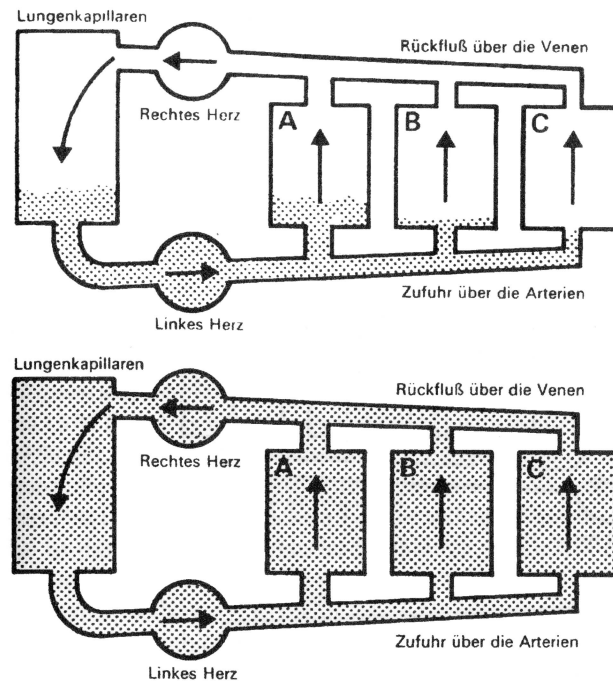 Lungenkapillaren
Rückfluß über die Venen
Rechtes Herz
A
B
C
Zufuhr über die Arterien
Linkes Herz
Lungenkapillaren
Rückfluß über die Venen
Rechtes Herz
A
B
C
Zufuhr über die Arterien
Linkes Herz